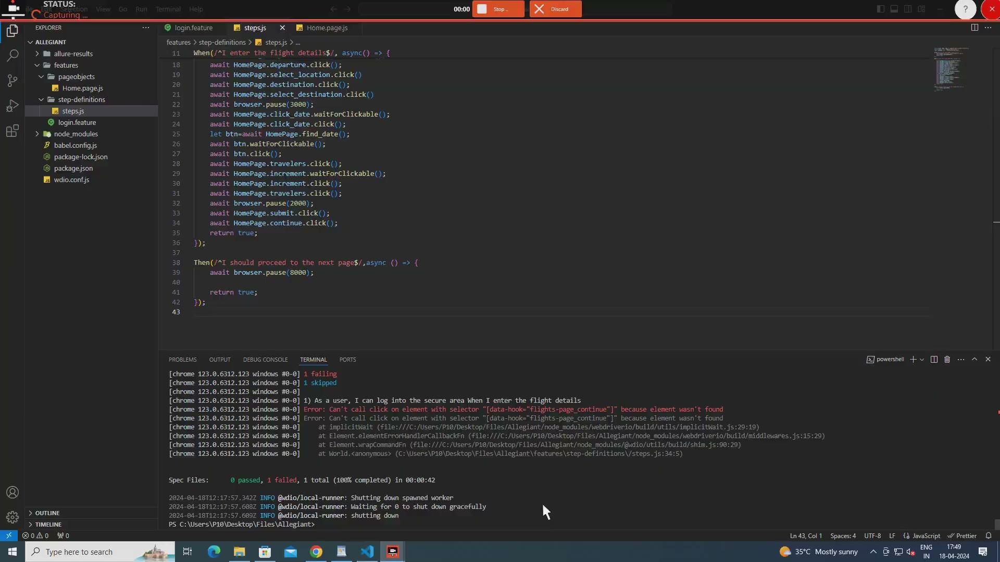 STATUS:
Capturing ...
Selection View Go Run Terminal Help
00:00 Stop .. Discard ?
EXPLORER
ALLEGIANT
allure-results
features
pageobjects
JS Home.page.js
step-definitions
JS steps.js
login.feature
node_modules
babel.config.js
package-lock.json
package.json
JS wdio.conf.js
OUTLINE
TIMELINE
login.feature JS steps.js JS Home.page.js
features > step-definitions > JS steps.js > ...
11 When(/^I enter the flight details$/, async() => {
18 await HomePage.departure.click();
19 await HomePage.select_location.click()
20 await HomePage.destination.click();
21 await HomePage.select_destination.click()
22 await browser.pause(3000);
23 await HomePage.click_date.waitForClickable();
24 await HomePage.click_date.click();
25 let btn=await HomePage.find_date();
26 await btn.waitForClickable();
27 await btn.click();
28 await HomePage.travelers.click();
29 await HomePage.increment.waitForClickable();
30 await HomePage.increment.click();
31 await HomePage.travelers.click();
32 await browser.pause(2000);
33 await HomePage.submit.click();
34 await HomePage.continue.click();
35 return true;
36 });
37
38 Then(/^I should proceed to the next page$/,async () => {
39 await browser.pause(8000);
40
41 return true;
42 });
43
PROBLEMS OUTPUT DEBUG CONSOLE TERMINAL PORTS powershell
[chrome 123.0.6312.123 windows #0-0] 1 failing
[chrome 123.0.6312.123 windows #0-0] 1 skipped
[chrome 123.0.6312.123 windows #0-0]
[chrome 123.0.6312.123 windows #0-0] 1) As a user, I can log into the secure area When I enter the flight details
[chrome 123.0.6312.123 windows #0-0] Error: Can't call click on element with selector "[data-hook="flights-page_continue"]" because element wasn't found
[chrome 123.0.6312.123 windows #0-0] Error: Can't call click on element with selector "[data-hook="flights-page_continue"]" because element wasn't found
[chrome 123.0.6312.123 windows #0-0] at implicitWait (file:///C:/Users/P10/Desktop/Files/Allegiant/node_modules/webdriverio/build/utils/implicitWait.js:29:19)
[chrome 123.0.6312.123 windows #0-0] at Element.elementErrorHandlerCallbackFn (file:///C:/Users/P10/Desktop/Files/Allegiant/node_modules/webdriverio/build/middlewares.js:15:29)
[chrome 123.0.6312.123 windows #0-0] at Element.wrapCommandFn (file:///C:/Users/P10/Desktop/Files/Allegiant/node_modules/@wdio/utils/build/shim.js:90:29)
[chrome 123.0.6312.123 windows #0-0] at World.<anonymous> (C:\Users\P10\Desktop\Files\Allegiant\features\step-definitions\/steps.js:34:5)
Spec Files: 0 passed, 1 failed, 1 total (100% completed) in 00:00:42
2024-04-18T12:17:57.342Z INFO @wdio/local-runner: Shutting down spawned worker
2024-04-18T12:17:57.608Z INFO @wdio/local-runner: Waiting for 0 to shut down gracefully
2024-04-18T12:17:57.609Z INFO @wdio/local-runner: shutting down
PS C:\Users\P10\Desktop\Files\Allegiant>
0 0 0 Ln 43, Col 1 Spaces: 4 UTF-8 LF JavaScript Prettier
Type here to search 35°C Mostly sunny ENG IN 17:49 18-04-2024